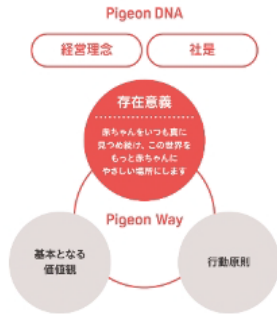 Pigeon DNA
経営理念
社是
存在意義
赤ちゃんをいつも真に
見つめ続け、この世界を
もっと赤ちゃんに
やさしい場所にします
Pigeon Way
基本となる
価値観
行動原則